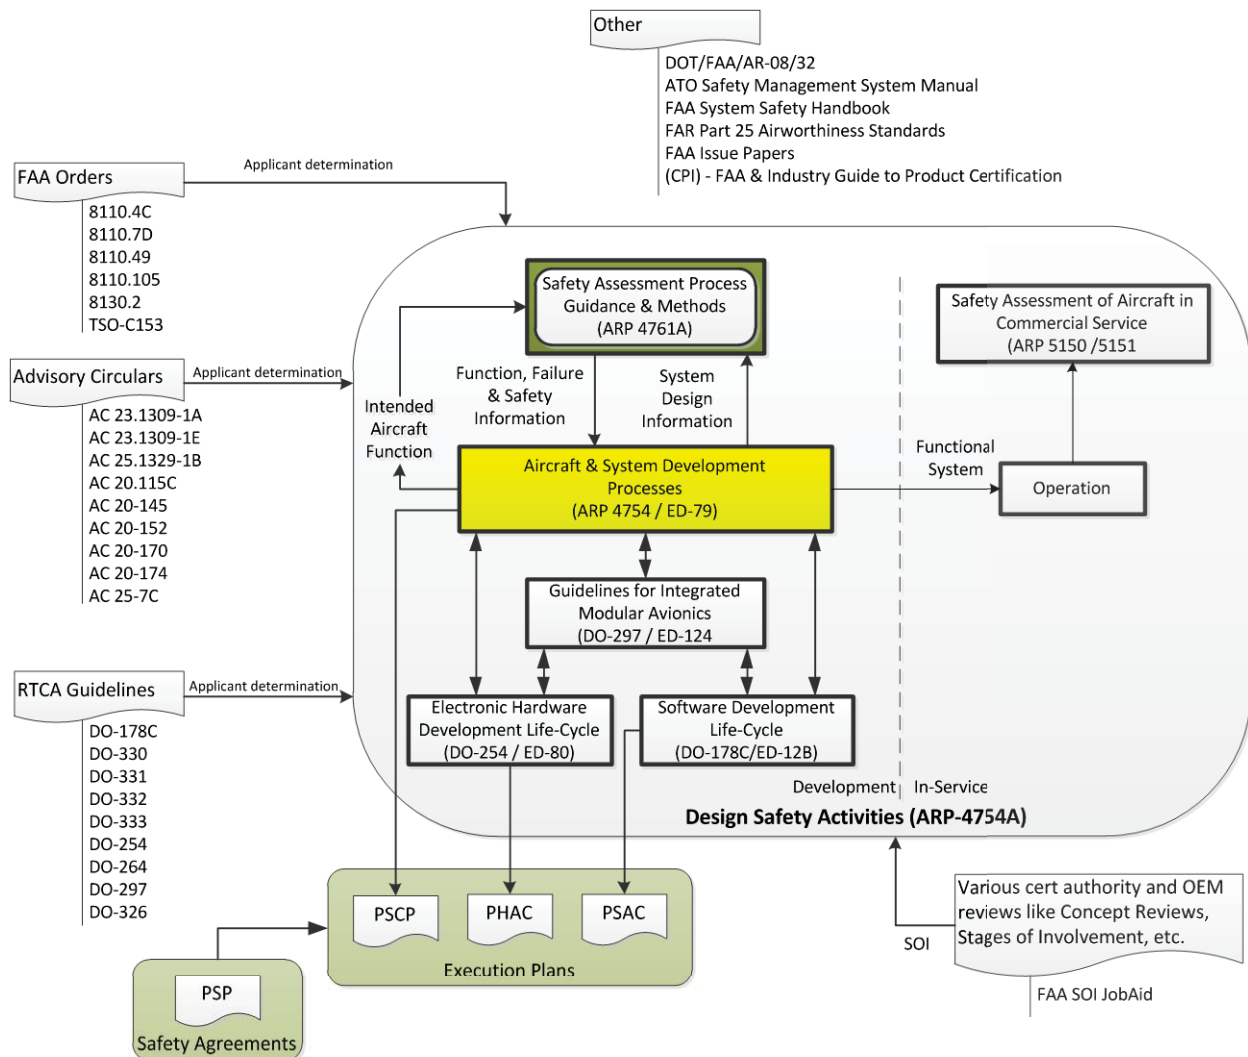 Other
DOT/FAA/AR-08/32
ATO Safety Management System Manual
FAA System Safety Handbook
FAR Part 25 Airworthiness Standards
FAA Issue Papers
(CPI) - FAA & Industry Guide to Product Certification
FAA Orders
Applicant determination
8110.4C
8110.7D
8110.49
8110.105
8130.2
TSO-C153
Advisory Circulars
Applicant determination
AC 23.1309-1A
AC 23.1309-1E
AC 25.1329-1B
AC 20.115C
AC 20-145
AC 20-152
AC 20-170
AC 20-174
AC 25-7C
RTCA Guidelines
Applicant determination
DO-178C
DO-330
DO-331
DO-332
DO-333
DO-254
DO-264
DO-297
DO-326
Safety Assessment Process
Guidance & Methods
(ARP 4761A)
Safety Assessment of Aircraft in
Commercial Service
(ARP 5150 /5151
Intended
Aircraft
Function
Function, Failure
& Safety
Information
System
Design
Information
Aircraft & System Development
Processes
(ARP 4754 / ED-79)
Functional
System
Operation
Guidelines for Integrated
Modular Avionics
(DO-297 / ED-124
Electronic Hardware
Development Life-Cycle
(DO-254 / ED-80)
Software Development
Life-Cycle
(DO-178C/ED-12B)
Development
In-Service
Design Safety Activities (ARP-4754A)
PSCP
PHAC
PSAC
Execution Plans
PSP
Safety Agreements
SOI
Various cert authority and OEM
reviews like Concept Reviews,
Stages of Involvement, etc.
FAA SOI JobAid